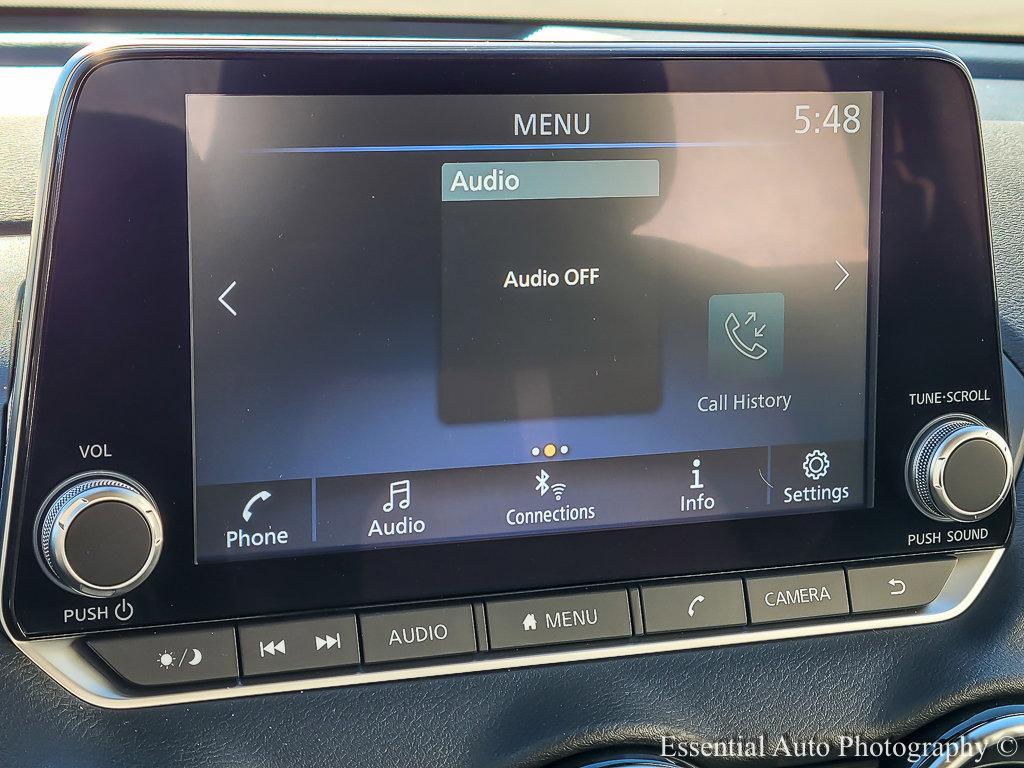 MENU
5:48
Audio
Audio OFF
Call History
TUNE·SCROLL
VOL
Phone
Audio
Connections
Info
Settings
PUSH SOUND
PUSH
AUDIO
MENU
CAMERA
Essential Auto Photography ©